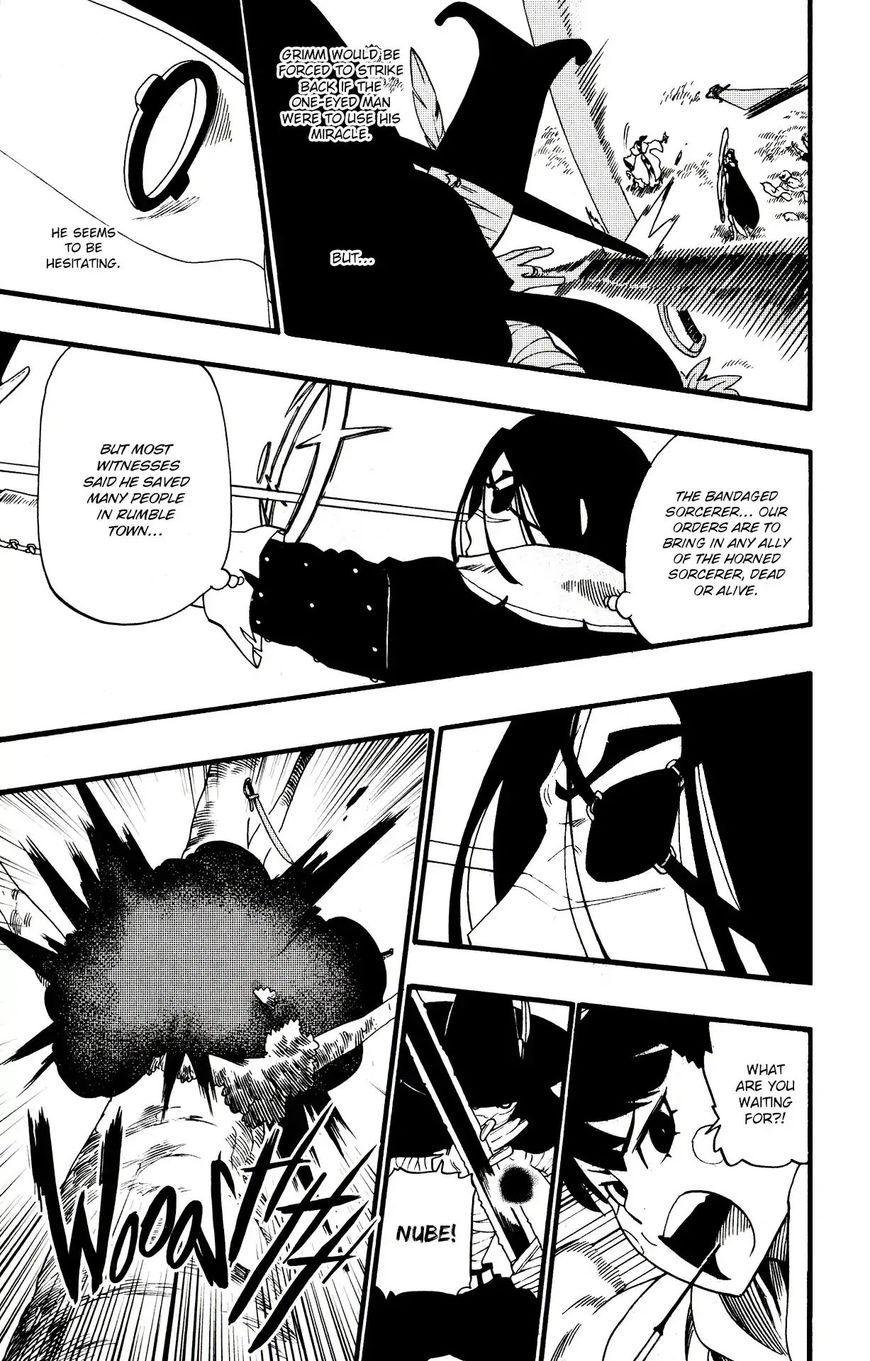 GRIMM WOULD BE
FORCED TO STRIKE
BACK IF THE
ONE-EYED MAN
WERE TO USE HIS
MIRACLE.
BUT...
HE SEEMS
TO BE
HESITATING.
THE BANDAGED
SORCERER... OUR
ORDERS ARE TO
BRING IN ANY ALLY
OF THE HORNED
SORCERER, DEAD
OR ALIVE.
BUT MOST
WITNESSES
SAID HE SAVED
MANY PEOPLE
IN RUMBLE
TOWN...
WHAT
ARE YOU
WAITING
FOR?!
NUBE!
WOOOSHHH